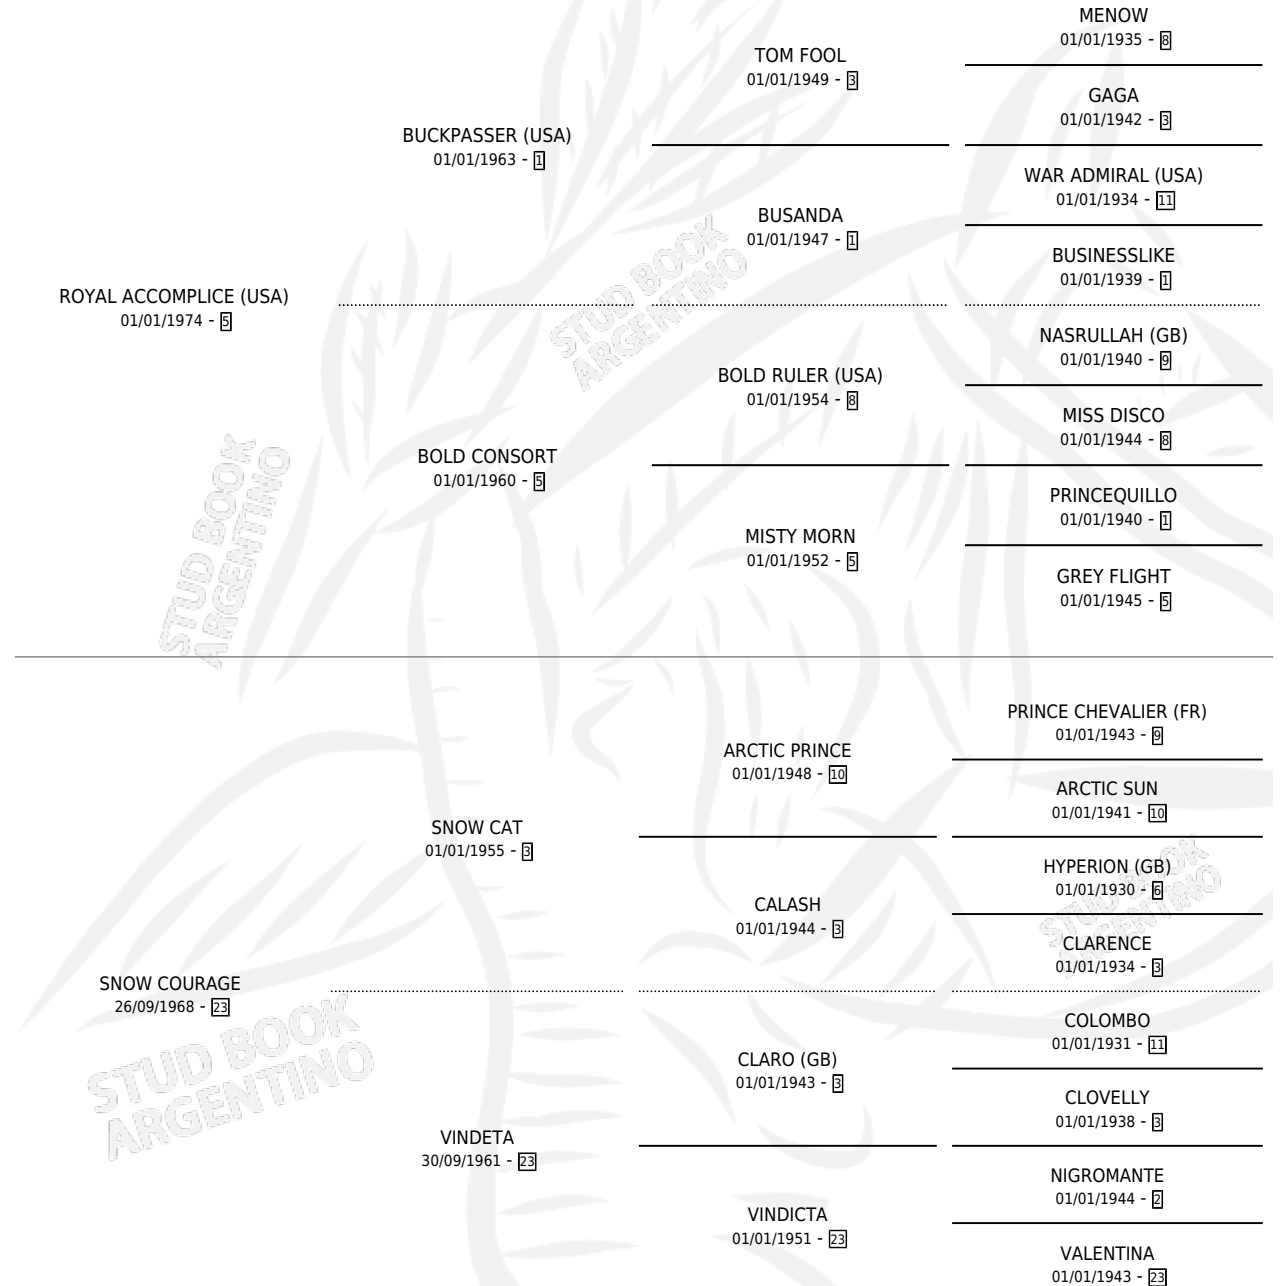 MENOW
01/01/1935 - 8
TOM FOOL
01/01/1949 - 3
GAGA
01/01/1942 - 3
BUCKPASSER (USA)
01/01/1963 - 1
WAR ADMIRAL (USA)
01/01/1934 - 11
BUSANDA
01/01/1947 - 1
BUSINESSLIKE
01/01/1939 - 1
ROYAL ACCOMPLICE (USA)
01/01/1974 - 5
NASRULLAH (GB)
01/01/1940 - 9
BOLD RULER (USA)
01/01/1954 - 8
MISS DISCO
01/01/1944 - 8
BOLD CONSORT
01/01/1960 - 5
PRINCEQUILLO
01/01/1940 - 1
MISTY MORN
01/01/1952 - 5
GREY FLIGHT
01/01/1945 - 5
PRINCE CHEVALIER (FR)
01/01/1943 - 9
ARCTIC PRINCE
01/01/1948 - 10
ARCTIC SUN
01/01/1941 - 10
SNOW CAT
01/01/1955 - 3
HYPERION (GB)
01/01/1930 - 6
CALASH
01/01/1944 - 3
CLARENCE
01/01/1934 - 3
SNOW COURAGE
26/09/1968 - 23
COLOMBO
01/01/1931 - 11
CLARO (GB)
01/01/1943 - 3
CLOVELLY
01/01/1938 - 3
VINDETA
30/09/1961 - 23
NIGROMANTE
01/01/1944 - 2
VINDICTA
01/01/1951 - 23
VALENTINA
01/01/1943 - 23
STUD BOOK
ARGENTINO
STUD BOOK
ARGENTINO
STUD BOOK
ARGENTINO
STUD BOOK
ARGENTINO